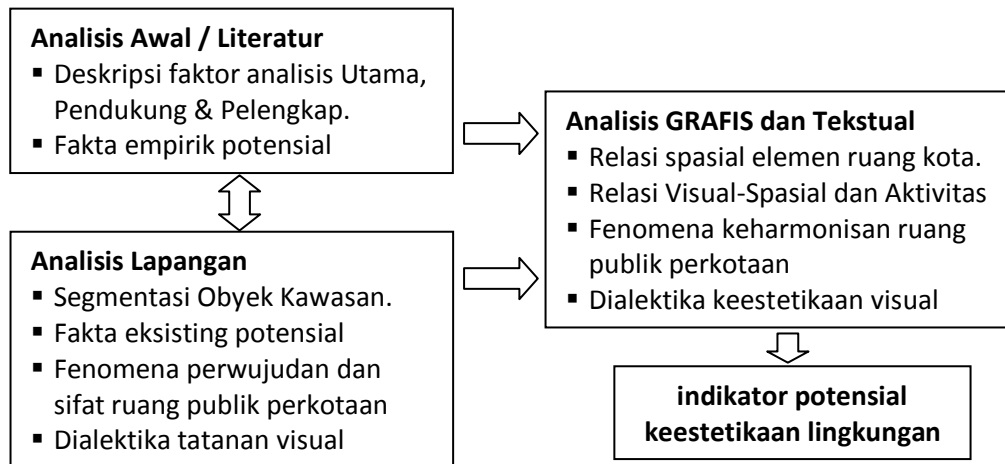 Analisis Awal / Literatur
▪ Deskripsi faktor analisis Utama,
Pendukung & Pelengkap.
▪ Fakta empirik potensial
Analisis Lapangan
▪ Segmentasi Obyek Kawasan.
▪ Fakta eksisting potensial
▪ Fenomena perwujudan dan
sifat ruang publik perkotaan
▪ Dialektika tatanan visual
Analisis GRAFIS dan Tekstual
▪ Relasi spasial elemen ruang kota.
▪ Relasi Visual-Spasial dan Aktivitas
▪ Fenomena keharmonisan ruang
publik perkotaan
▪ Dialektika keestetikaan visual
indikator potensial
keestetikaan lingkungan